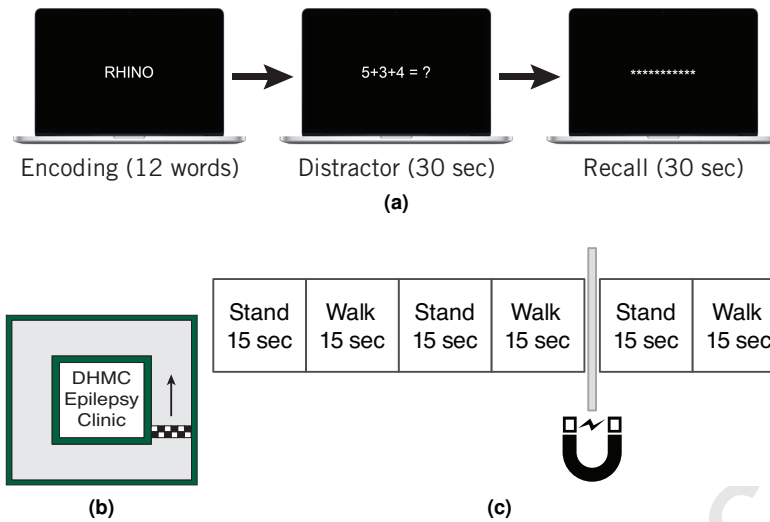 RHINO
5+3+4 = ?
***********
Encoding (12 words)
Distractor (30 sec)
Recall (30 sec)
(a)
DHMC
Epilepsy
Clinic
(b)
Stand
15 sec
Walk
15 sec
Stand
15 sec
Walk
15 sec
Stand
15 sec
Walk
15 sec
(c)